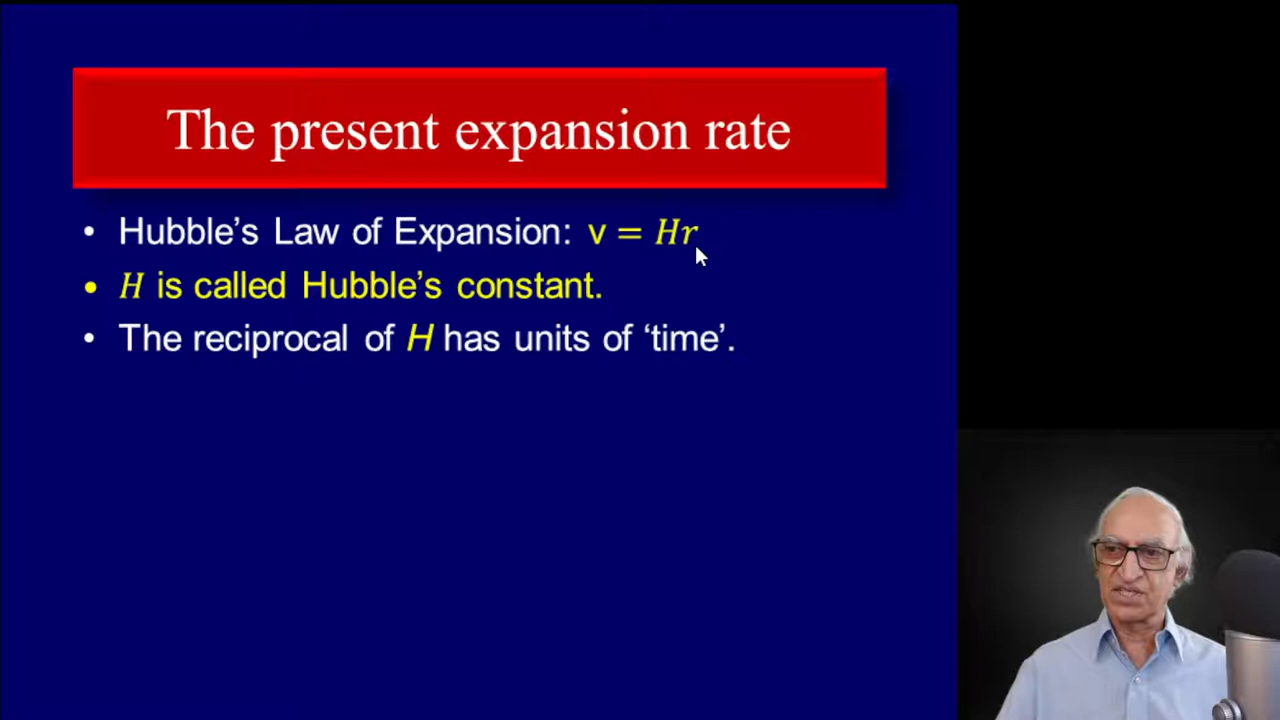 The present expansion rate
• Hubble’s Law of Expansion: v = Hr
• H is called Hubble’s constant.
• The reciprocal of H has units of ‘time’.